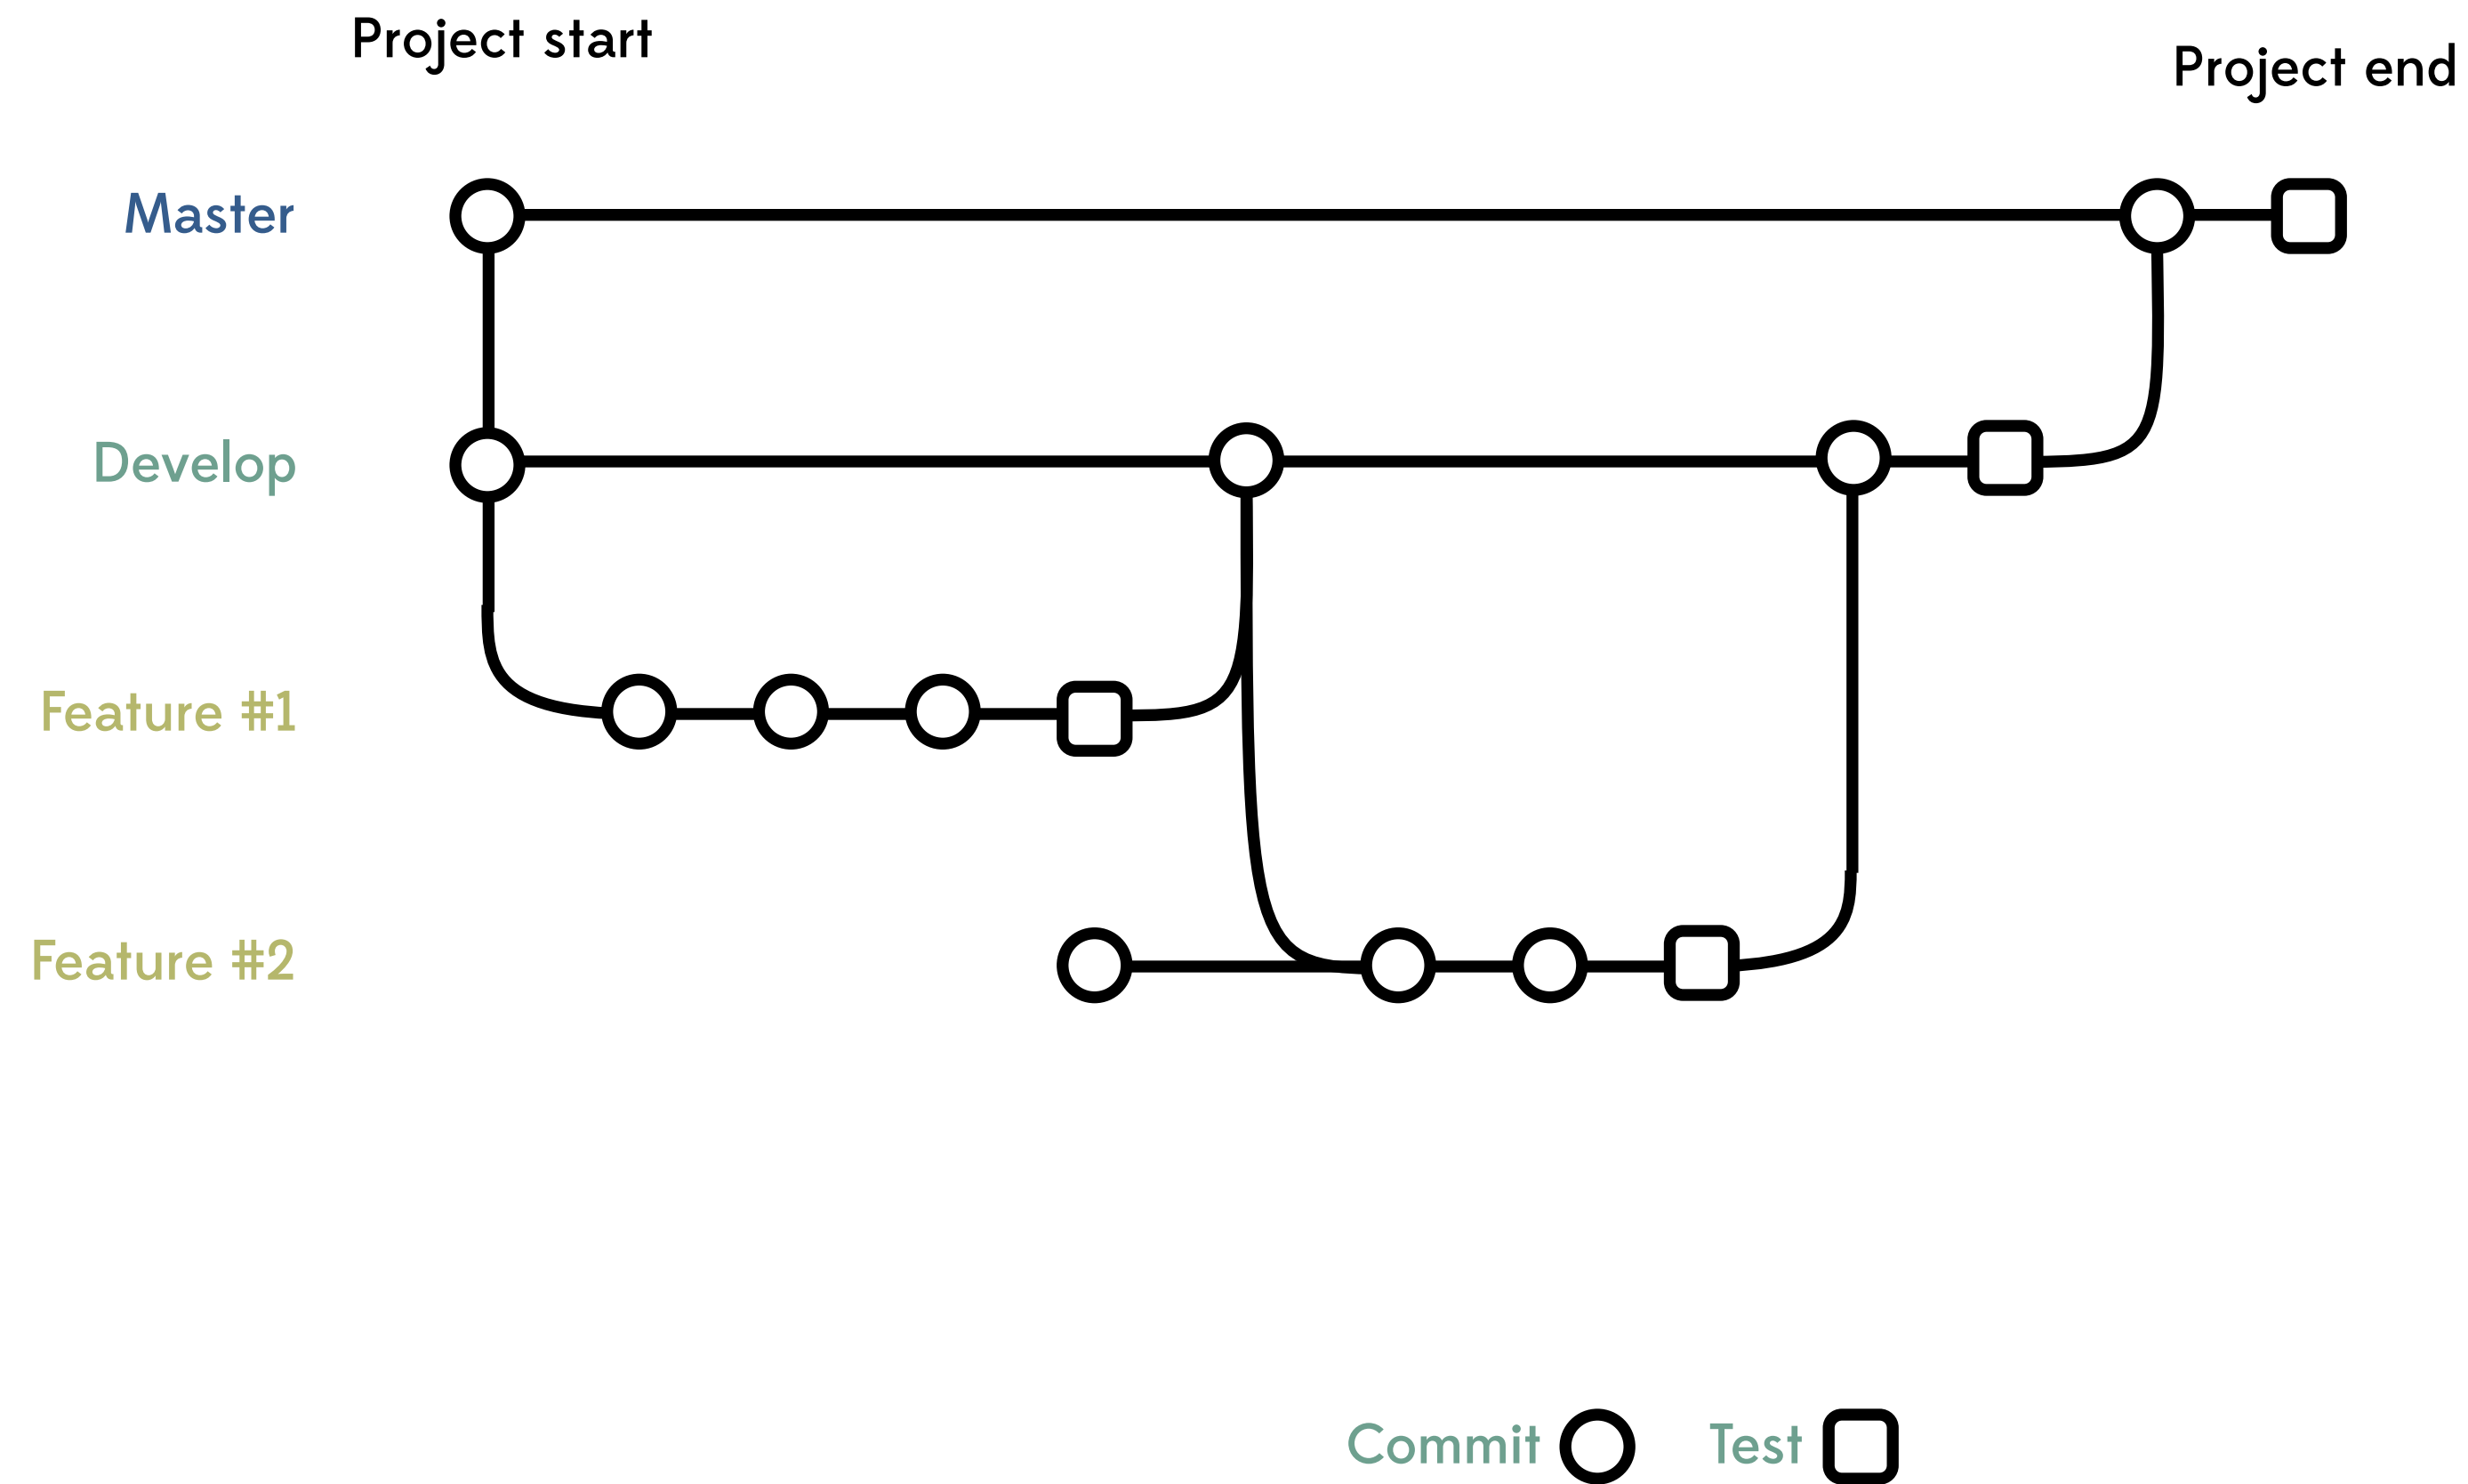 Project start
Project end
Master
Develop
Feature #1
Feature #2
Commit
Test